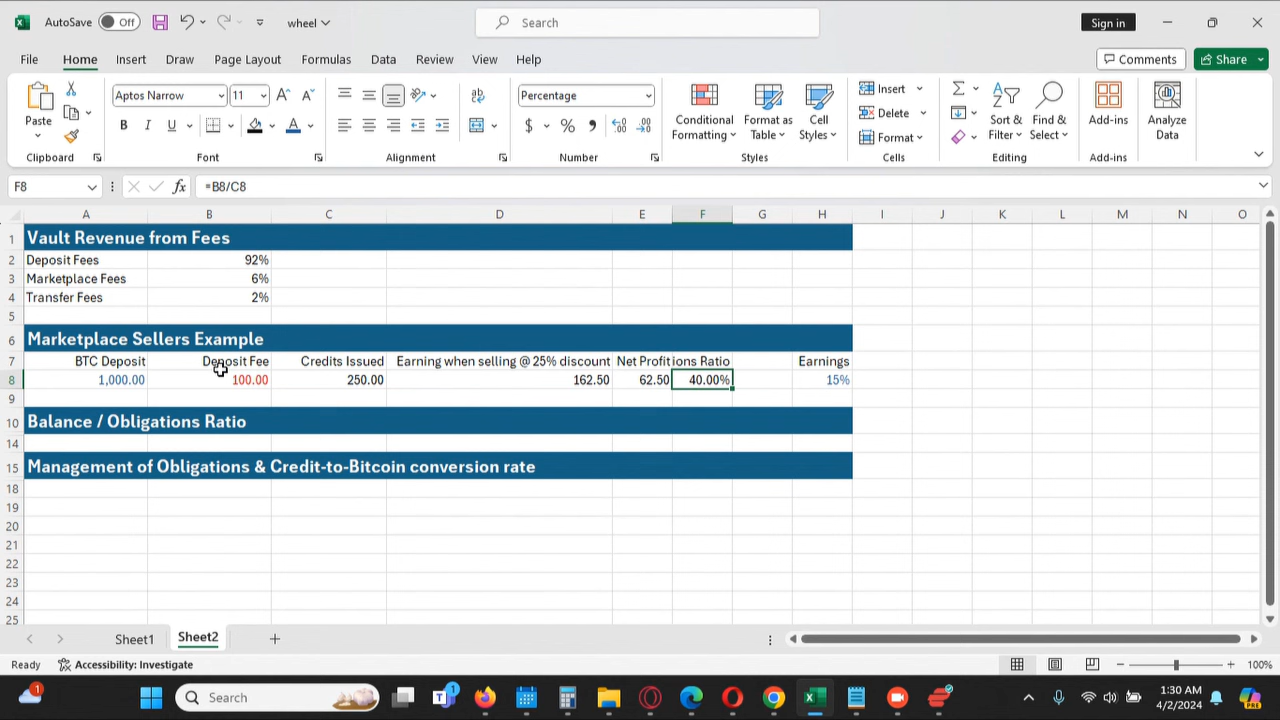 AutoSave Off wheel Search Sign in
File Home Insert Draw Page Layout Formulas Data Review View Help Comments Share
Paste Aptos Narrow 11 A A ab Percentage Conditional Formatting Format as Table Cell Styles Insert Sort & Filter Find & Select Add-ins Analyze Data
B I U A $ % , Delete
Format
Clipboard Font Alignment Number Styles Cells Editing Add-ins
F8 fx =B8/C8
A B C D E F G H I J K L M N O
1 Vault Revenue from Fees
2 Deposit Fees 92%
3 Marketplace Fees 6%
4 Transfer Fees 2%
5
6 Marketplace Sellers Example
7 BTC Deposit Deposit Fee Credits Issued Earning when selling @ 25% discount Net Profit ions Ratio Earnings
8 1,000.00 100.00 250.00 162.50 62.50 40.00% 15%
9
10 Balance / Obligations Ratio
14
15 Management of Obligations & Credit-to-Bitcoin conversion rate
18
19
20
21
22
23
24
25
Sheet1 Sheet2
Ready Accessibility: Investigate 100%
1 Search 1 1:30 AM
4/2/2024